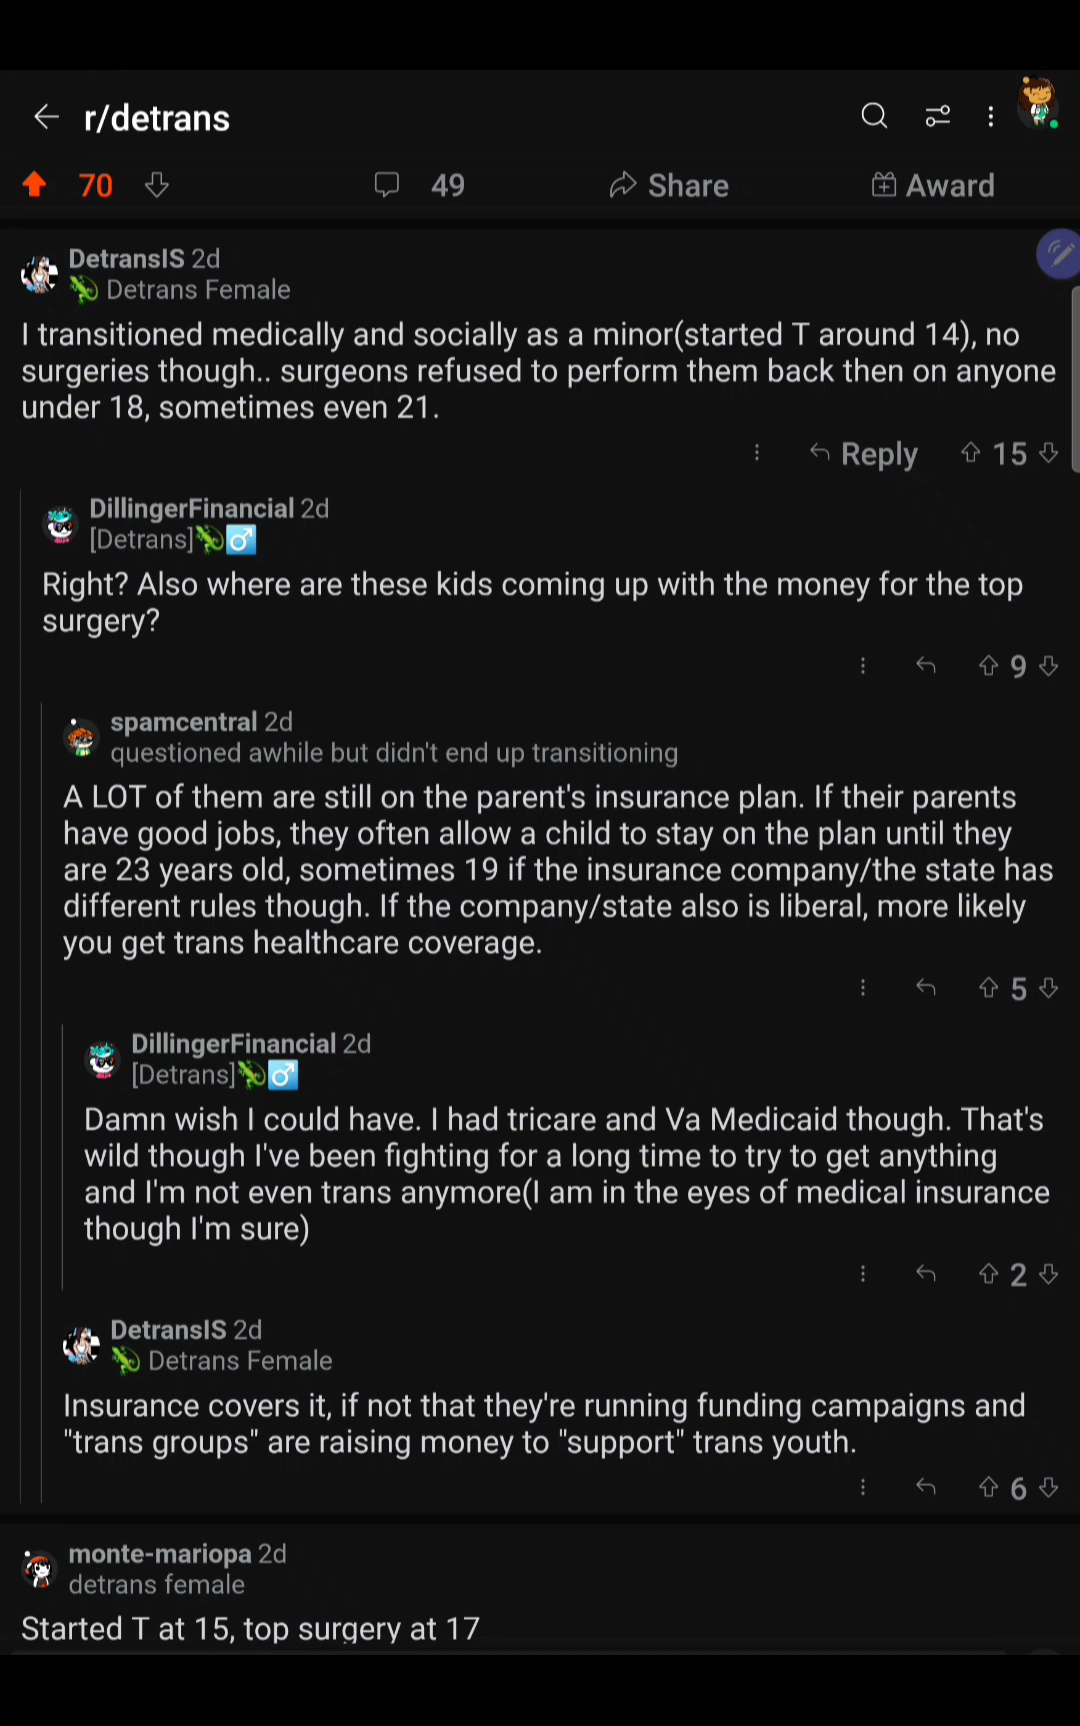 r/detrans
70
49
Share
Award
DetransIS 2d
Detrans Female
I transitioned medically and socially as a minor(started T around 14), no
surgeries though.. surgeons refused to perform them back then on anyone
under 18, sometimes even 21.
Reply
15
DillingerFinancial 2d
[Detrans]🦎♂️
Right? Also where are these kids coming up with the money for the top
surgery?
9
spamcentral 2d
questioned awhile but didn't end up transitioning
A LOT of them are still on the parent's insurance plan. If their parents
have good jobs, they often allow a child to stay on the plan until they
are 23 years old, sometimes 19 if the insurance company/the state has
different rules though. If the company/state also is liberal, more likely
you get trans healthcare coverage.
5
DillingerFinancial 2d
[Detrans]🦎♂️
Damn wish I could have. I had tricare and Va Medicaid though. That's
wild though I've been fighting for a long time to try to get anything
and I'm not even trans anymore(I am in the eyes of medical insurance
though I'm sure)
2
DetransIS 2d
Detrans Female
Insurance covers it, if not that they're running funding campaigns and
"trans groups" are raising money to "support" trans youth.
6
monte-mariopa 2d
detrans female
Started T at 15, top surgery at 17